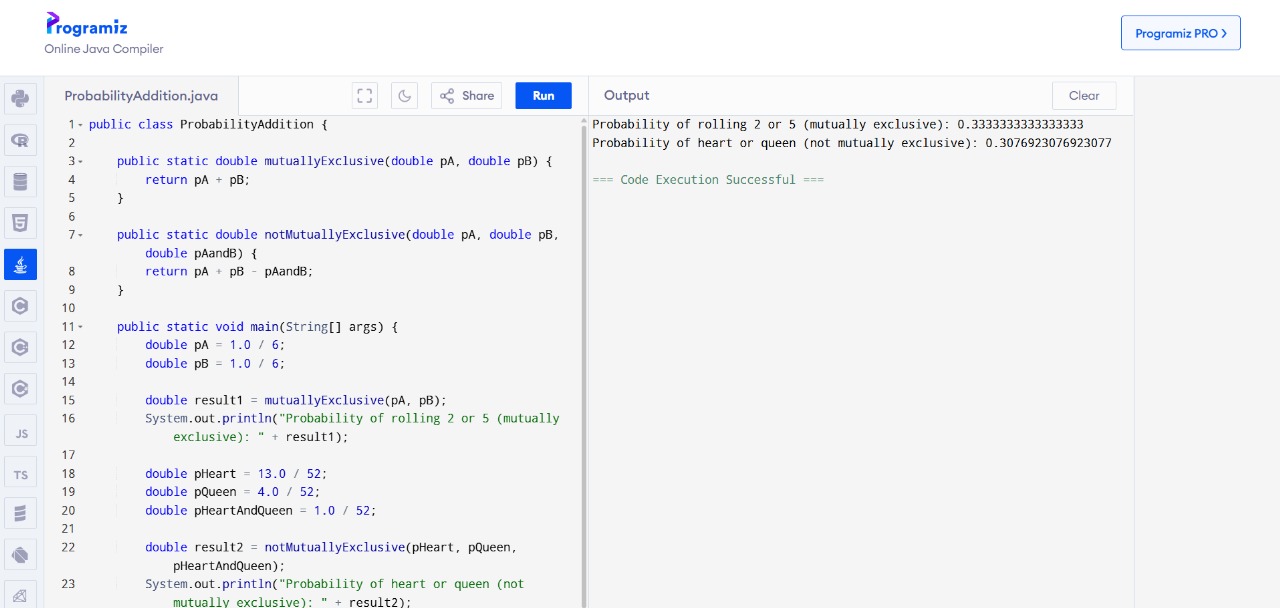 Programiz
Online Java Compiler
Programiz PRO >
ProbabilityAddition.java
Share
Run
Output
Clear
1 public class ProbabilityAddition {
2
3 public static double mutuallyExclusive(double pA, double pB) {
4 return pA + pB;
5 }
6
7 public static double notMutuallyExclusive(double pA, double pB,
double pAandB) {
8 return pA + pB - pAandB;
9 }
10
11 public static void main(String[] args) {
12 double pA = 1.0 / 6;
13 double pB = 1.0 / 6;
14
15 double result1 = mutuallyExclusive(pA, pB);
16 System.out.println("Probability of rolling 2 or 5 (mutually
exclusive): " + result1);
17
18 double pHeart = 13.0 / 52;
19 double pQueen = 4.0 / 52;
20 double pHeartAndQueen = 1.0 / 52;
21
22 double result2 = notMutuallyExclusive(pHeart, pQueen,
pHeartAndQueen);
23 System.out.println("Probability of heart or queen (not
mutually exclusive): " + result2);
Probability of rolling 2 or 5 (mutually exclusive): 0.3333333333333333
Probability of heart or queen (not mutually exclusive): 0.3076923076923077
=== Code Execution Successful ===
R
5
C
C
C
JS
TS